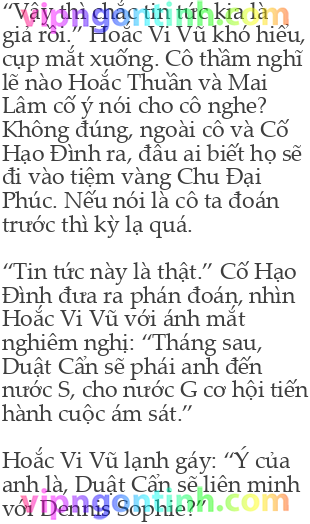 vipngontinh.com
“Vậy thì chắc tin tức kia là
giả rồi.” Hoắc Vi Vũ khó hiểu,
cụp mắt xuống. Cô thầm nghĩ
lẽ nào Hoắc Thuần và Mai
Lâm cố ý nói cho cô nghe?
Không đúng, ngoài cô và Cố
Hạo Đình ra, đâu ai biết họ sẽ
đi vào tiệm vàng Chu Đại
Phúc. Nếu nói là cô ta đoán
trước thì kỳ lạ quá.
“Tin tức này là thật.” Cố Hạo
Đình đưa ra phán đoán, nhìn
Hoắc Vi Vũ với ánh mắt
nghiêm nghị: “Tháng sau,
Duật Cẩn sẽ phái anh đến
nước S, cho nước G cơ hội tiến
hành cuộc ám sát.”
Hoắc Vi Vũ lạnh gáy: “Ý của
anh là, Duật Cẩn sẽ liên minh
với Dennis Sophie?”
vipngontinh.com